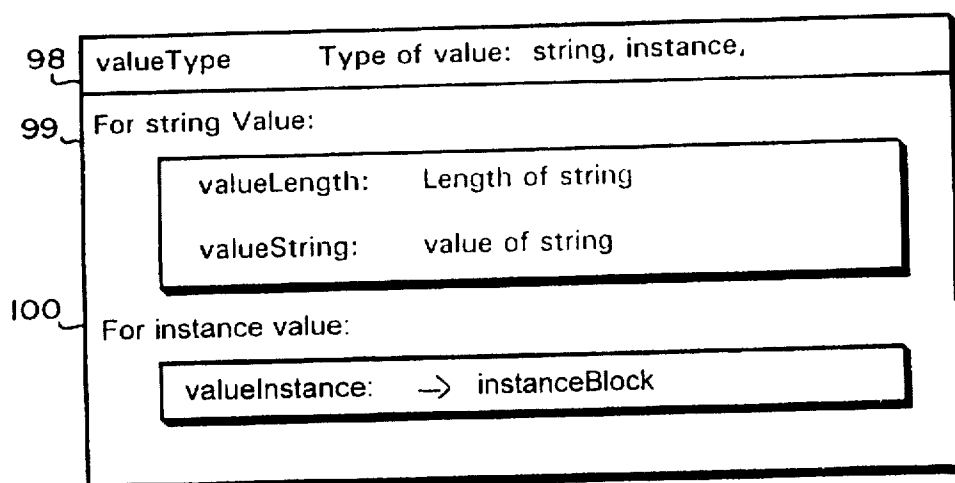 98 valueType Type of value: string, instance,
99 For string Value:
valueLength: Length of string
valueString: value of string
100 For instance value:
valueInstance: -> instanceBlock